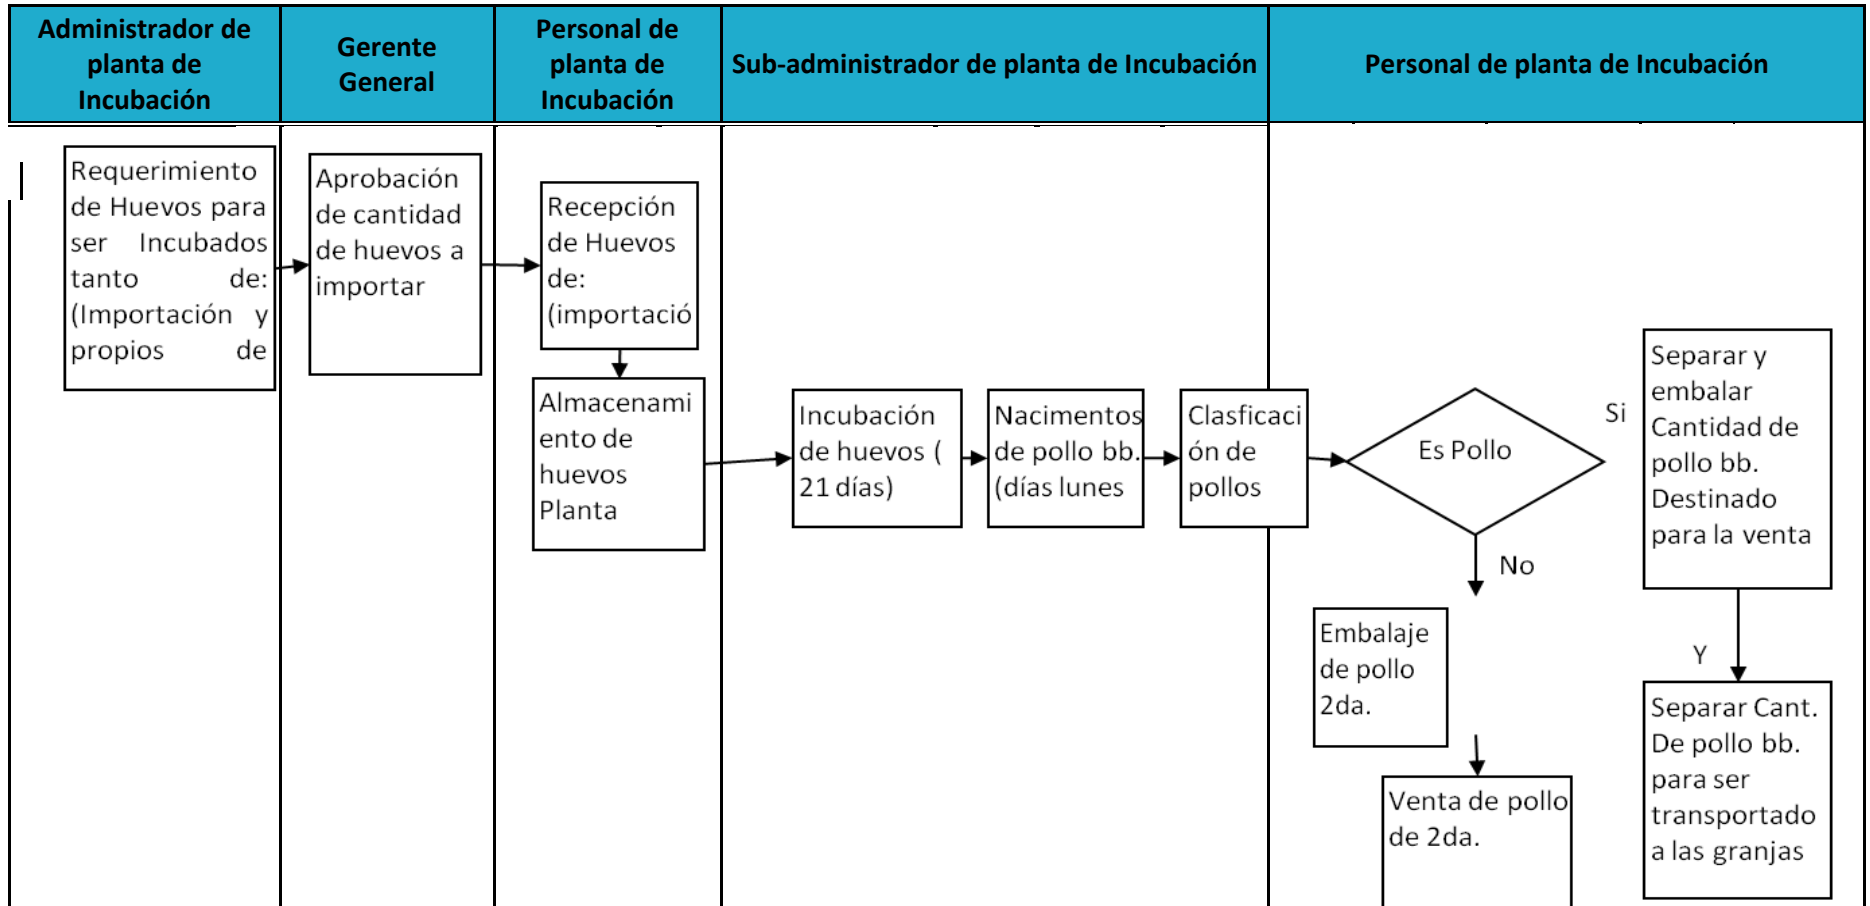 Administrador de
planta de
Incubación
Gerente
General
Personal de
planta de
Incubación
Sub-administrador de planta de Incubación
Personal de planta de Incubación
Requerimiento
de Huevos para
ser Incubados
tanto de:
(Importación y
propios de
Aprobación
de cantidad
de huevos a
importar
Recepción
de Huevos
de:
(importació
Almacenami
ento de
huevos
Planta
Incubación
de huevos (
21 días)
Nacimentos
de pollo bb.
(días lunes
Clasficaci
ón de
pollos
Es Pollo
Si
No
Separar y
embalar
Cantidad de
pollo bb.
Destinado
para la venta
Y
Separar Cant.
De pollo bb.
para ser
transportado
a las granjas
Embalaje
de pollo
2da.
Venta de pollo
de 2da.